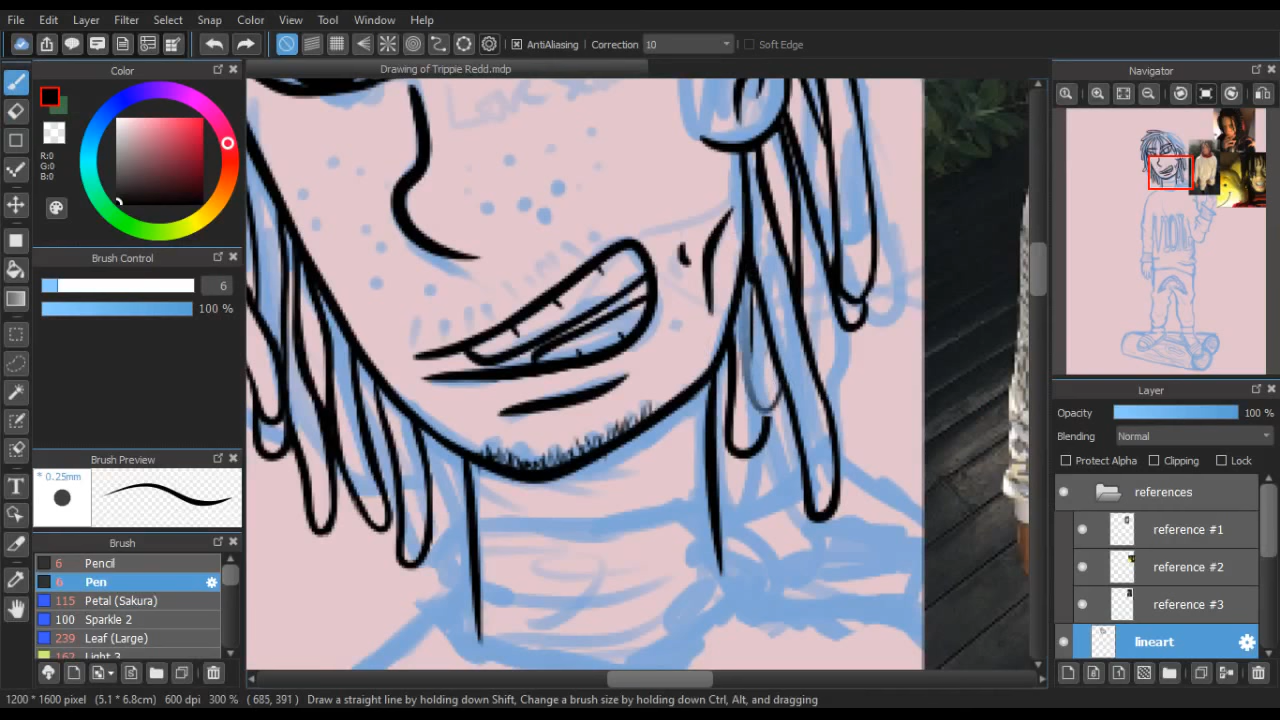 File Edit Layer Filter Select Snap Color View Tool Window Help
AntiAliasing Correction 10 Soft Edge
Color
Drawing of Trippie Redd.mdp
Navigator
R:0
G:0
B:0
Brush Control
6
100 %
Layer
Opacity 100 %
Blending Normal
Protect Alpha Clipping Lock
Brush Preview
* 0.25mm
references
reference #1
reference #2
reference #3
lineart
Brush
6 Pencil
6 Pen
115 Petal (Sakura)
100 Sparkle 2
239 Leaf (Large)
147 Light 3
1200 * 1600 pixel (5.1 * 6.8cm) 600 dpi 300 % ( 685, 391 ) Draw a straight line by holding down Shift, Change a brush size by holding down Ctrl, Alt, and dragging